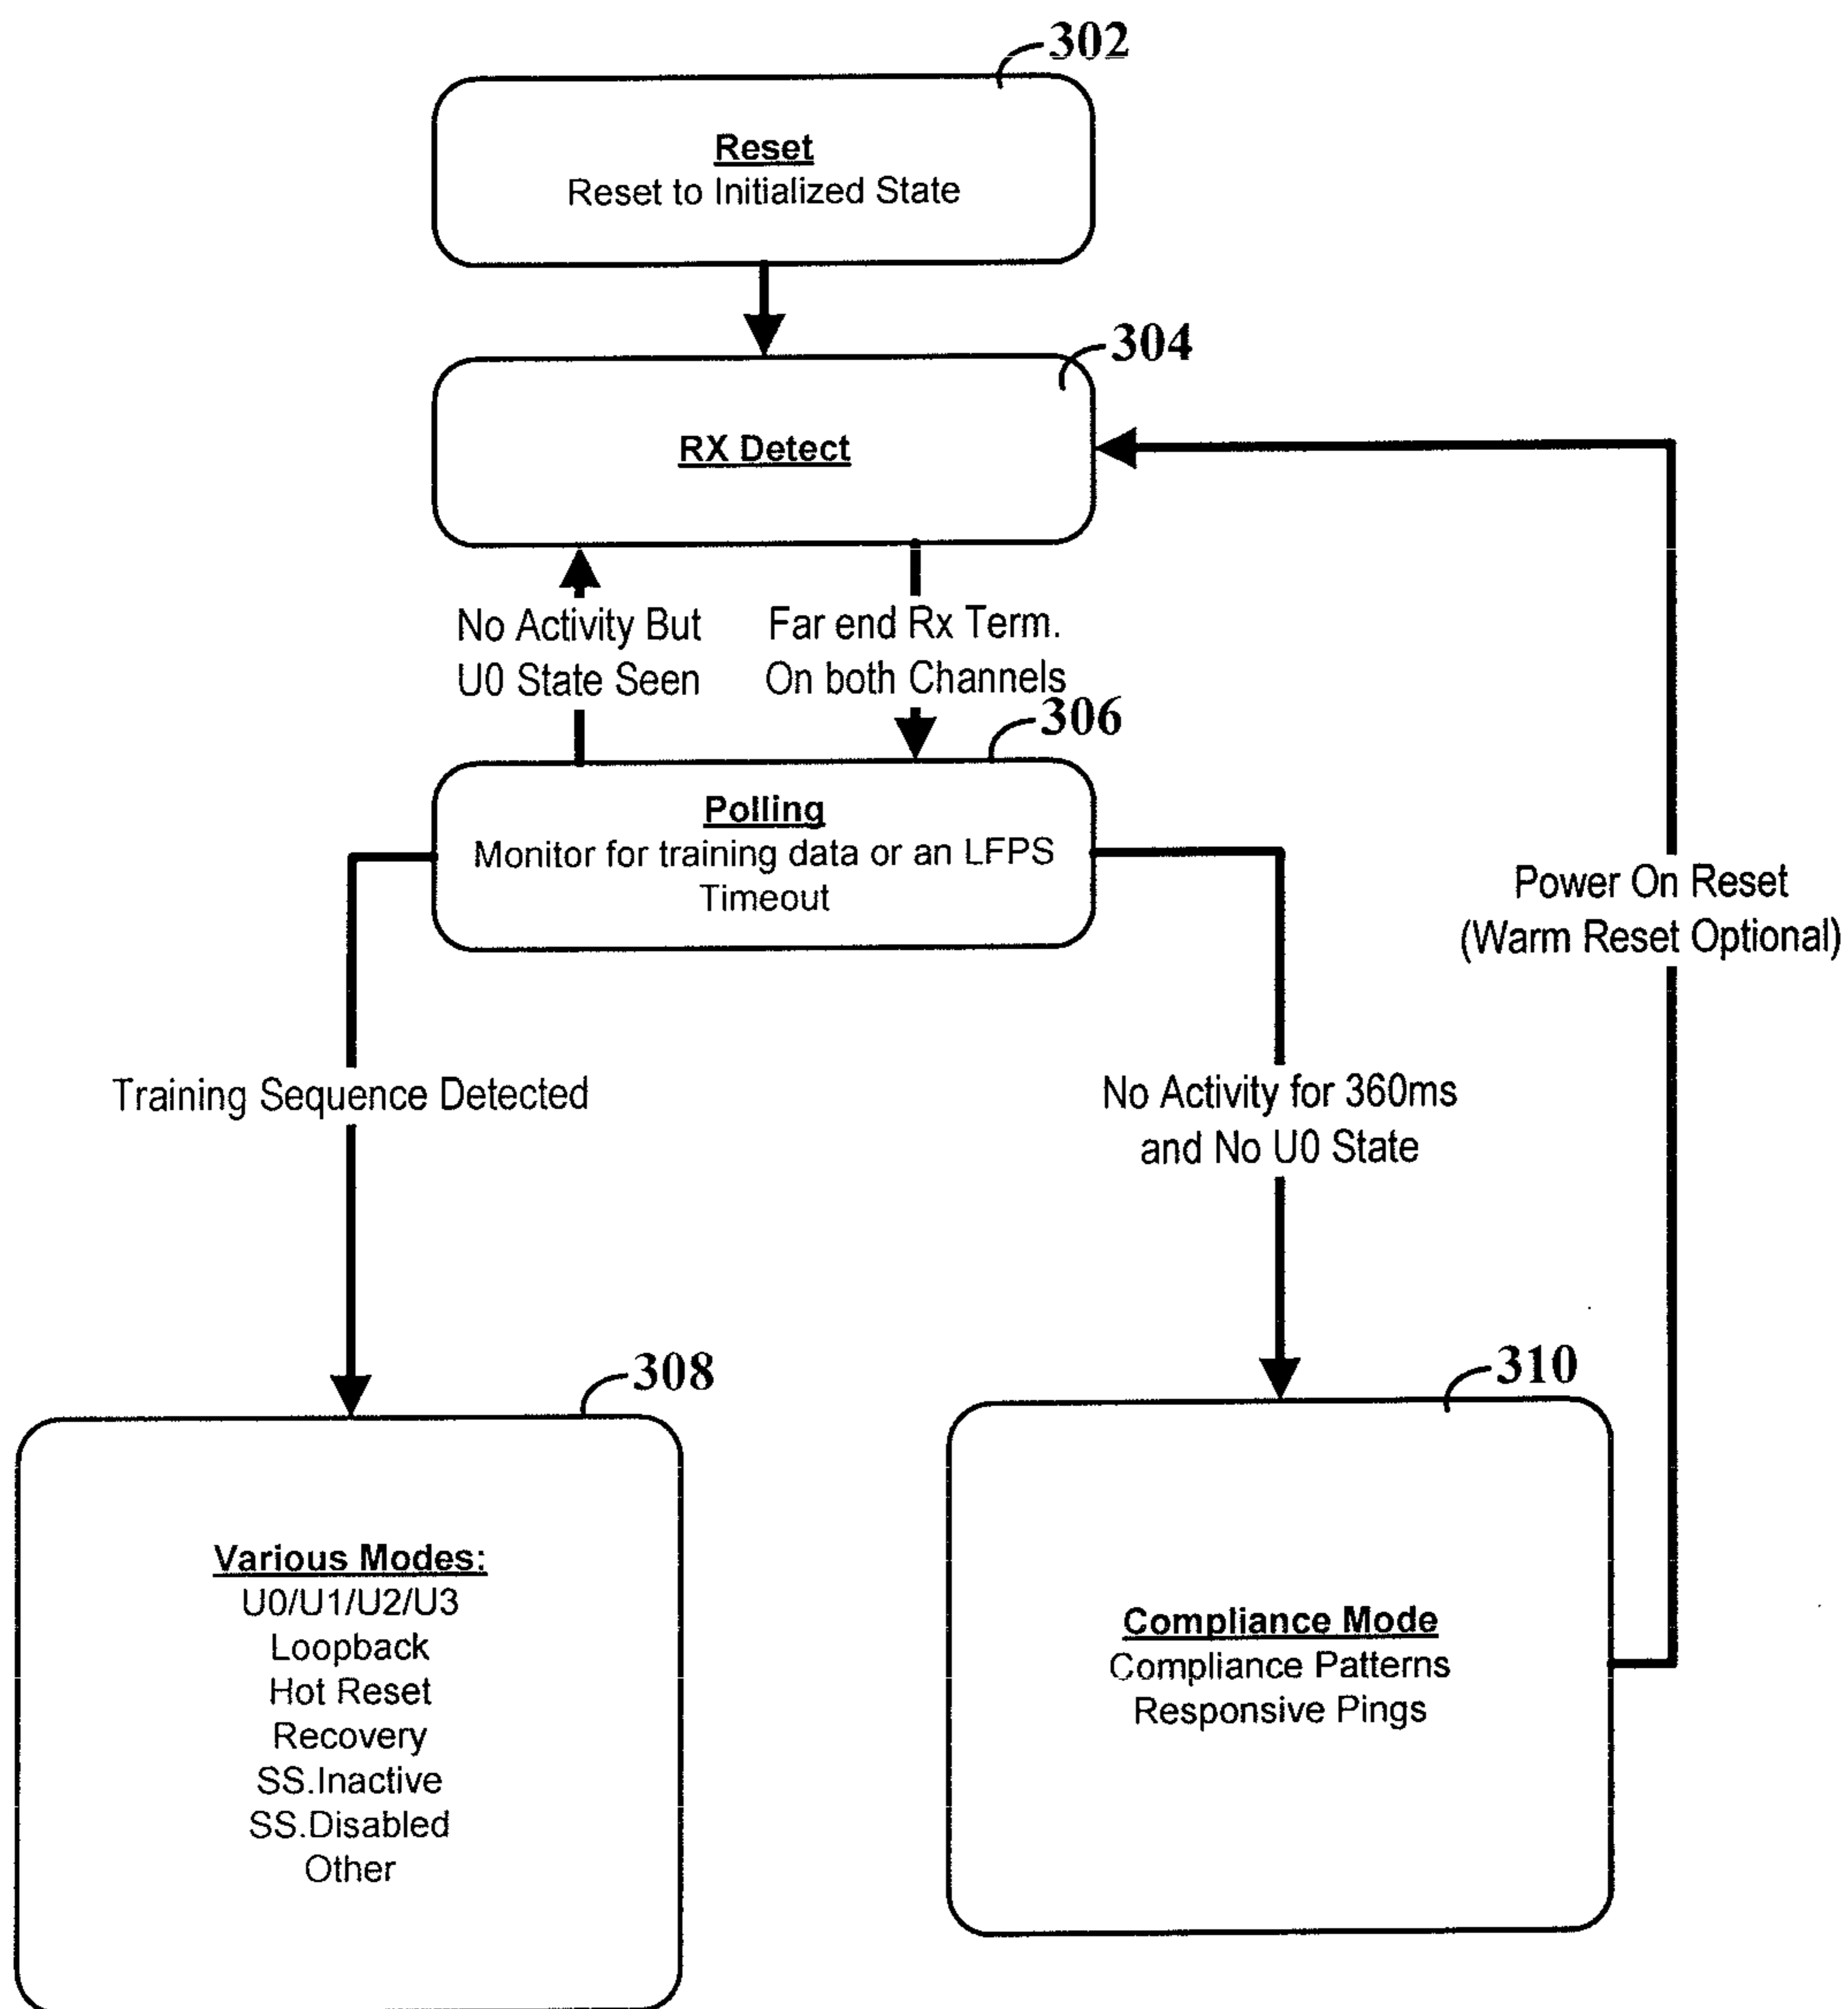 302
Reset
Reset to Initialized State
304
RX Detect
No Activity But
U0 State Seen
Far end Rx Term.
On both Channels
306
Polling
Monitor for training data or an LFPS
Timeout
Power On Reset
(Warm Reset Optional)
Training Sequence Detected
No Activity for 360ms
and No U0 State
308
Various Modes:
U0/U1/U2/U3
Loopback
Hot Reset
Recovery
SS.Inactive
SS.Disabled
Other
310
Compliance Mode
Compliance Patterns
Responsive Pings